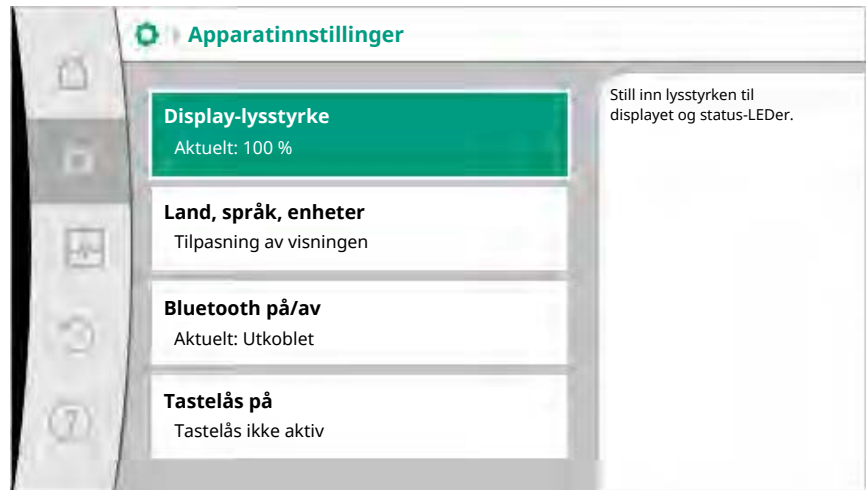 Apparatinnstillinger
Display-lysstyrke
Aktuelt: 100 %
Land, språk, enheter
Tilpasning av visningen
Bluetooth på/av
Aktuelt: Utkoblet
Tastelås på
Tastelås ikke aktiv
Still inn lysstyrken til
displayet og status-LEDer.